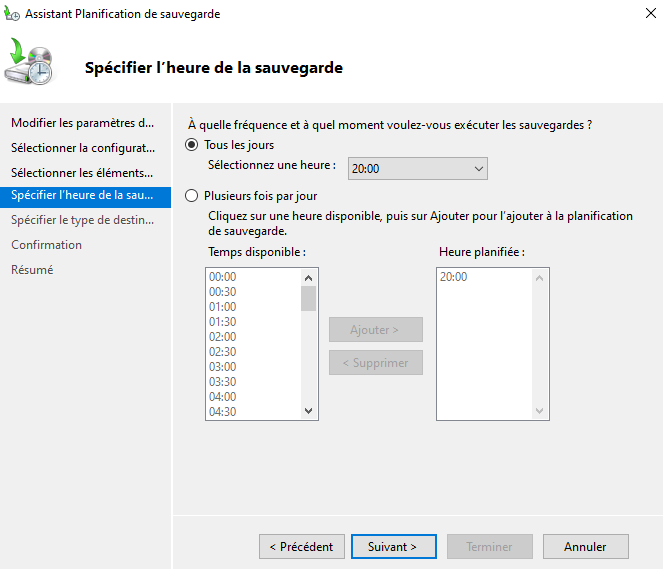 Assistant Planification de sauvegarde
Spécifier l'heure de la sauvegarde
Modifier les paramètres d...
Sélectionner la configurat...
Sélectionner les éléments...
Spécifier l'heure de la sau...
Spécifier le type de destin...
Confirmation
Résumé
À quelle fréquence et à quel moment voulez-vous exécuter les sauvegardes ?
Tous les jours
Sélectionnez une heure : 20:00
Plusieurs fois par jour
Cliquez sur une heure disponible, puis sur Ajouter pour l'ajouter à la planification
de sauvegarde.
Temps disponible :
00:00
00:30
01:00
01:30
02:00
02:30
03:00
03:30
04:00
04:30
Ajouter >
< Supprimer
Heure planifiée :
20:00
< Précédent
Suivant >
Terminer
Annuler